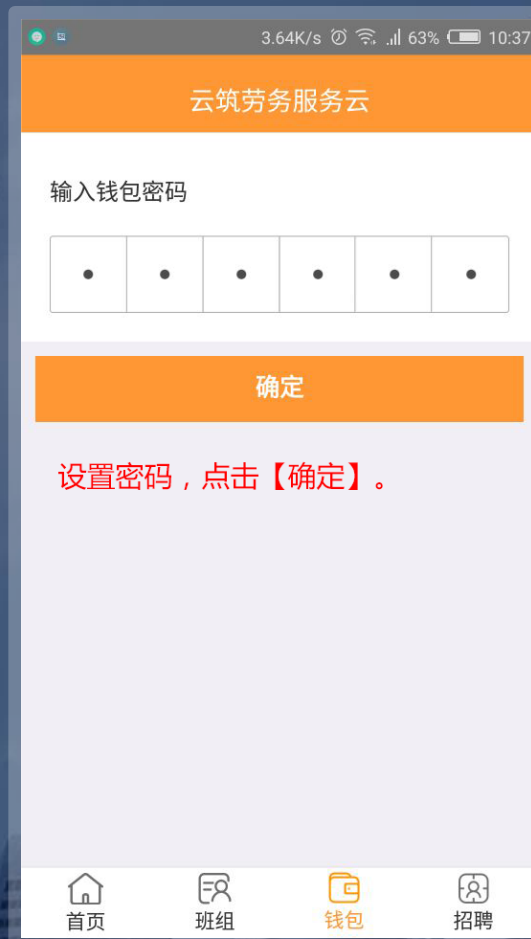 3.64K/s 63% 10:37
云筑劳务服务云
输入钱包密码
确定
设置密码，点击【确定】。
首页 班组 钱包 招聘